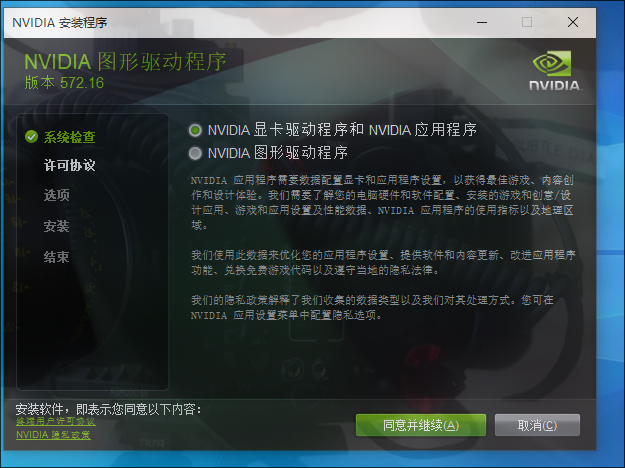 NVIDIA 安装程序
NVIDIA 图形驱动程序
版本 572.16
NVIDIA
系统检查
许可协议
选项
安装
结束
NVIDIA 显卡驱动程序和 NVIDIA 应用程序
NVIDIA 图形驱动程序
NVIDIA 应用程序需要数据配置显卡和应用程序设置，以获得最佳游戏、内容创
作和设计体验。我们需要了解您的电脑硬件和软件配置、安装的游戏和创意/设
计应用、游戏和应用设置及性能数据、NVIDIA 应用程序的使用指标以及地理区
域。
我们使用此数据来优化您的应用程序设置、提供软件和内容更新、改进应用程序
功能、兑换免费游戏代码以及遵守当地的隐私法律。
我们的隐私政策解释了我们收集的数据类型以及我们对其处理方式。您可在
NVIDIA 应用设置菜单中配置隐私选项。
安装软件，即表示您同意以下内容：
终端用户许可协议
NVIDIA 隐私政策
同意并继续(A)
取消(C)